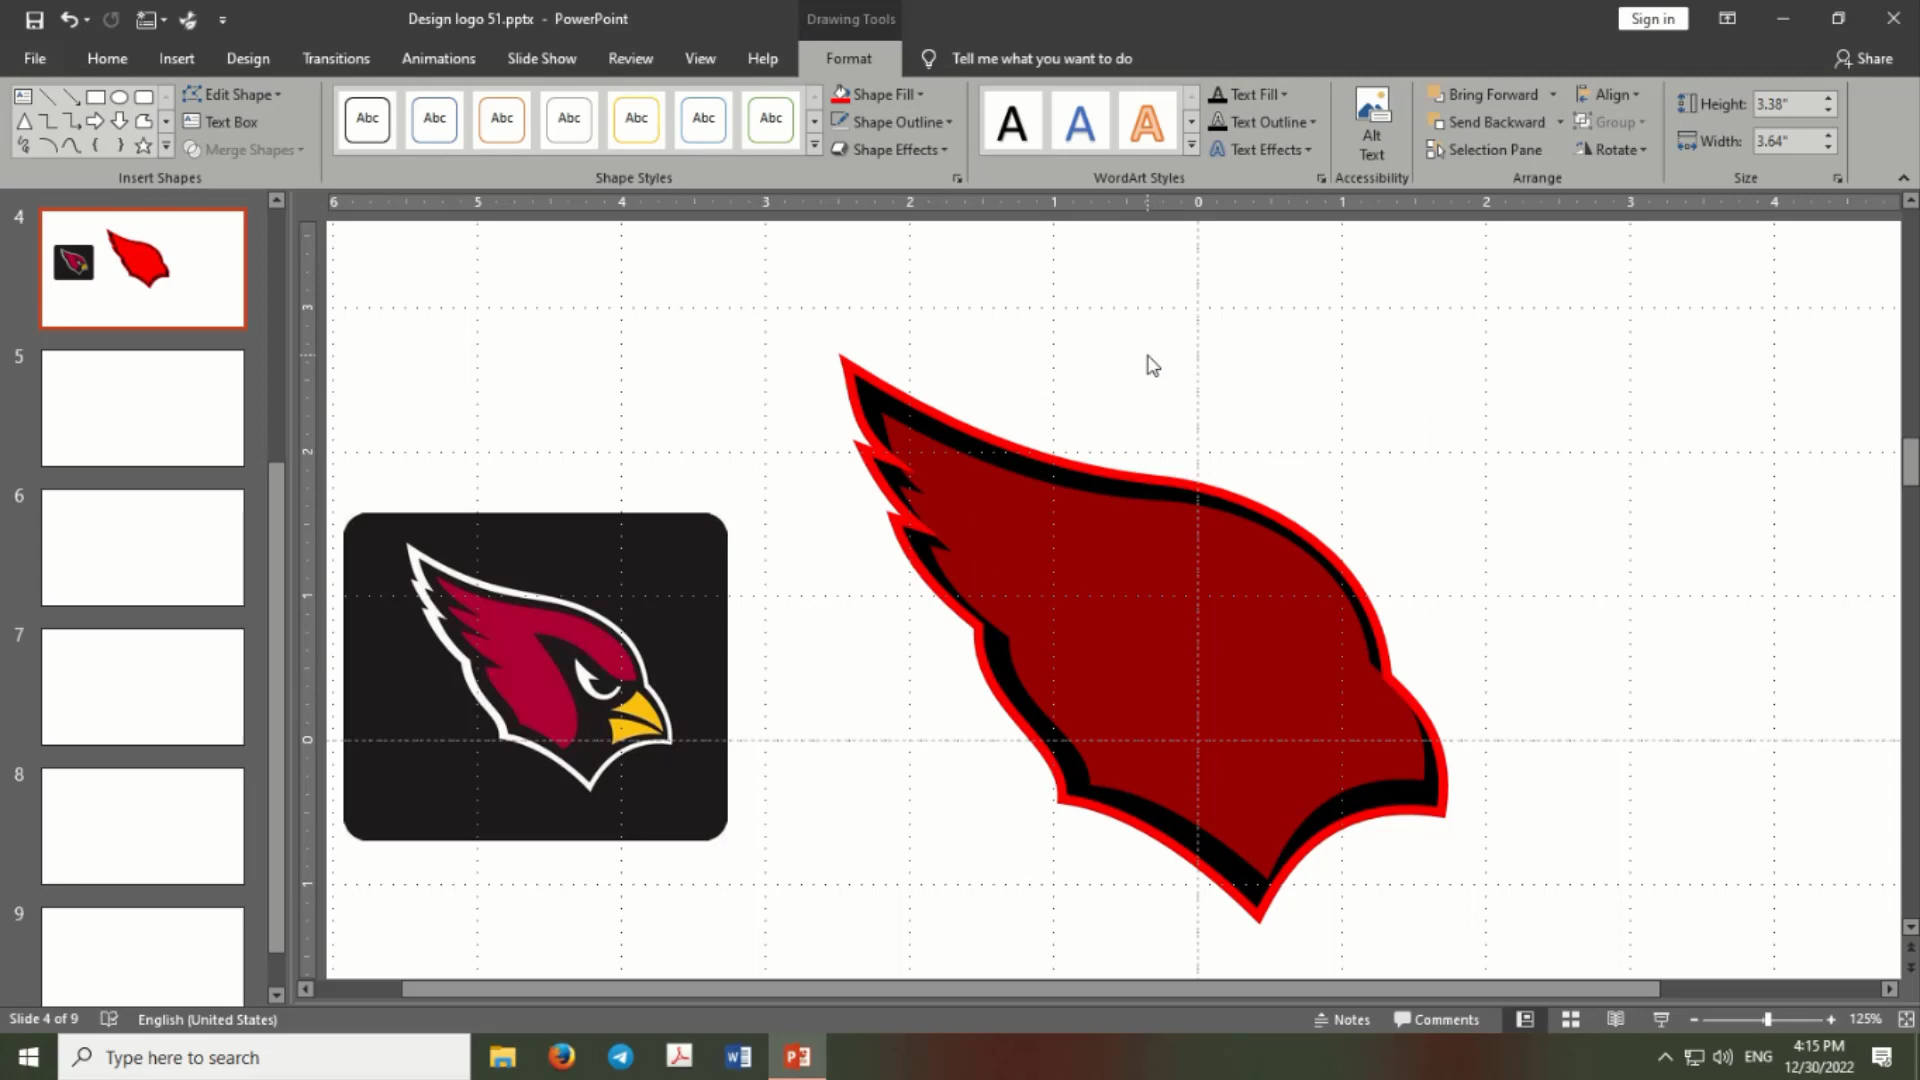 Design logo 51.pptx - PowerPoint
Drawing Tools
Sign in
File Home Insert Design Transitions Animations Slide Show Review View Help Format Tell me what you want to do Share
Edit Shape
Text Box
Merge Shapes
Insert Shapes
Abc Abc Abc Abc Abc Abc Abc
Shape Fill
Shape Outline
Shape Effects
Shape Styles
A A A
Text Fill
Text Outline
Text Effects
WordArt Styles
Alt
Text
Accessibility
Bring Forward
Send Backward
Selection Pane
Align
Group
Rotate
Arrange
Height: 3.38"
Width: 3.64"
Size
6 5 4 3 2 1 0 1 2 3 4
3
2
1
0
1
4
5
6
7
8
9
Slide 4 of 9 English (United States) Notes Comments 125%
Type here to search
ENG
4:15 PM
12/30/2022